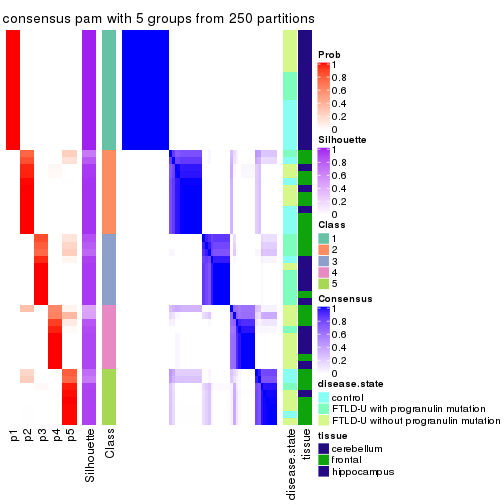 consensus pam with 5 groups from 250 partitions
Prob
1
0.8
0.6
0.4
0.2
0
Silhouette
1
0.8
0.6
0.4
0.2
0
Class
1
2
3
4
5
Consensus
1
0.8
0.6
0.4
0.2
0
disease.state
control
FTLD-U with progranulin mutation
FTLD-U without progranulin mutation
tissue
cerebellum
frontal
hippocampus
p1
p2
p3
p4
p5
Silhouette
Class
disease.state
tissue